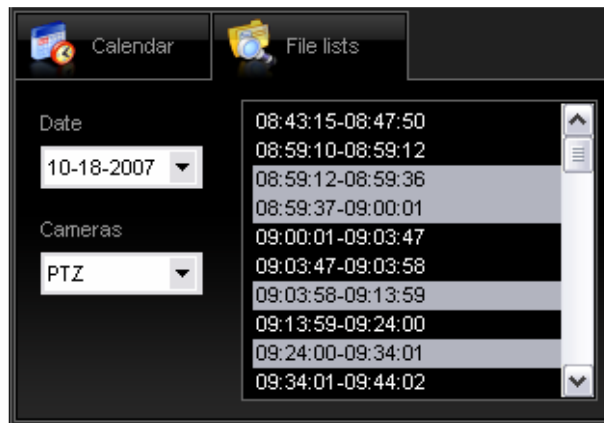 Calendar
File lists
Date
10-18-2007
Cameras
PTZ
08:43:15-08:47:50
08:59:10-08:59:12
08:59:12-08:59:36
08:59:37-09:00:01
09:00:01-09:03:47
09:03:47-09:03:58
09:03:58-09:13:59
09:13:59-09:24:00
09:24:00-09:34:01
09:34:01-09:44:02